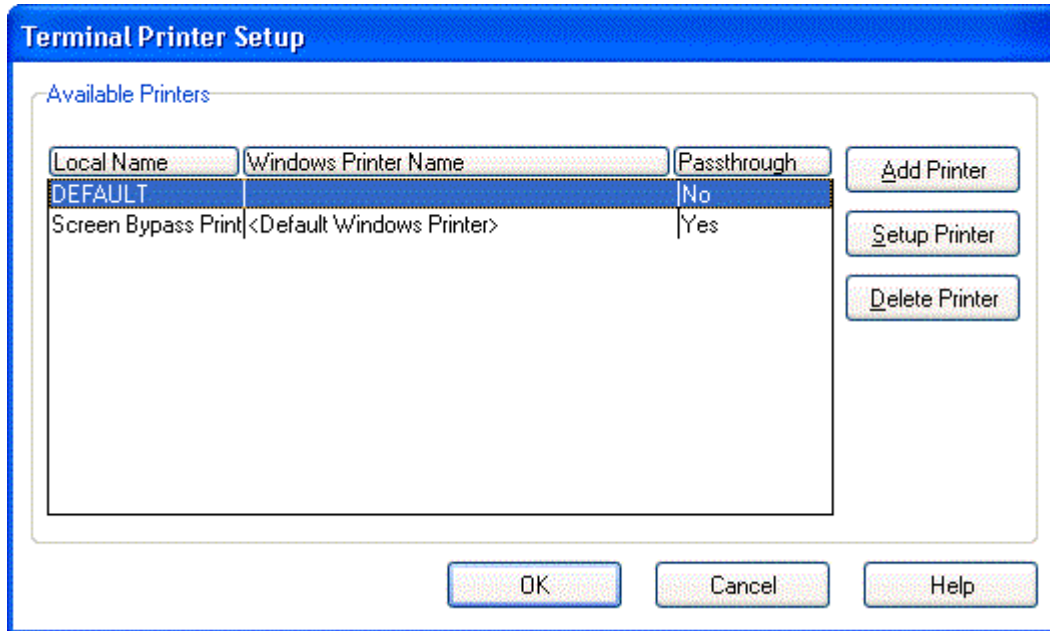 Terminal Printer Setup
Available Printers
Local Name Windows Printer Name Passthrough
DEFAULT No
Screen Bypass Print <Default Windows Printer> Yes
Add Printer
Setup Printer
Delete Printer
OK Cancel Help